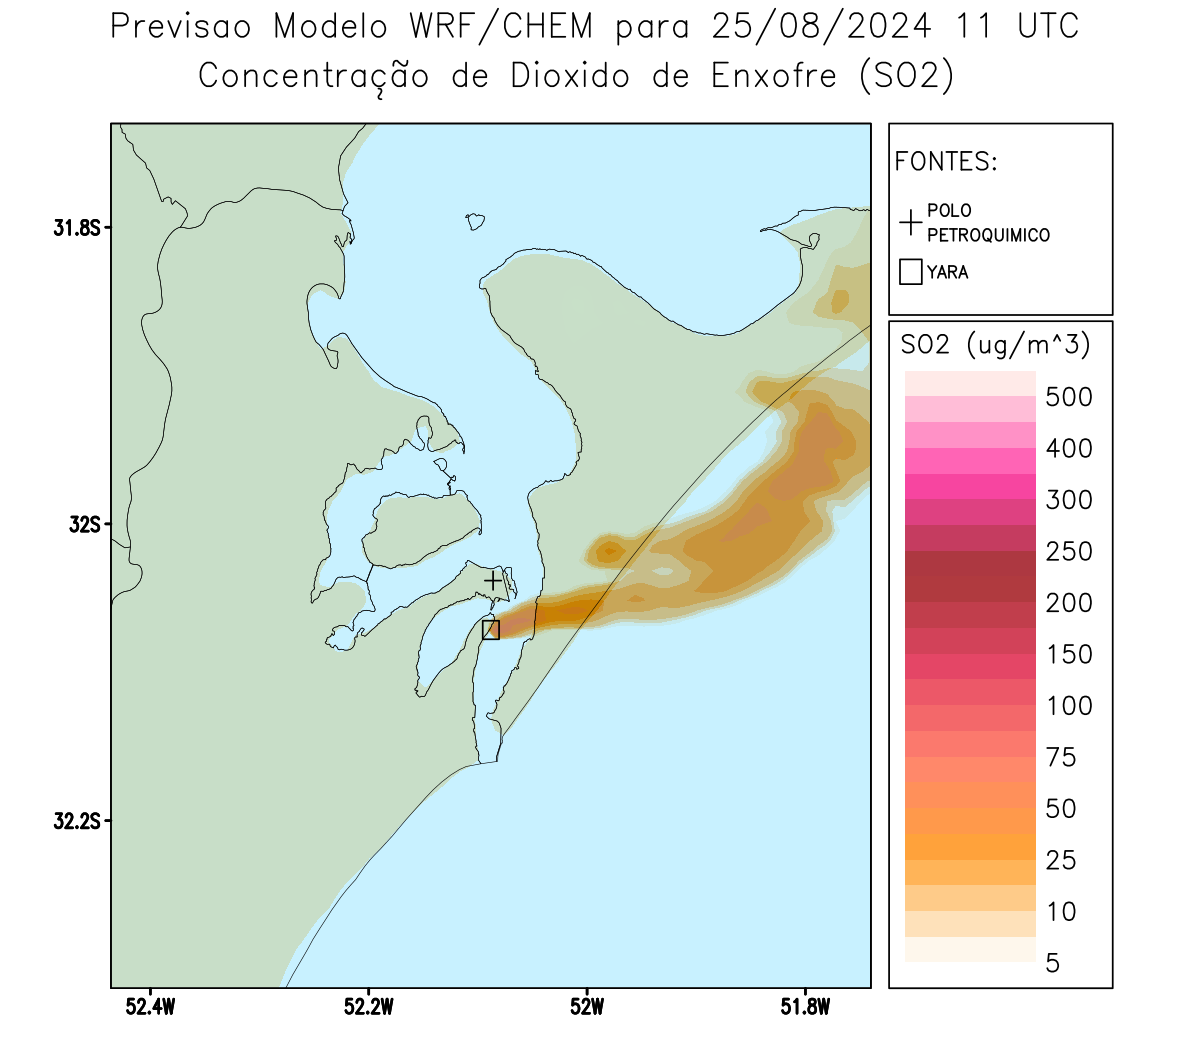 Previsao Modelo WRF/CHEM para 25/08/2024 11 UTC
Concentração de Dioxido de Enxofre (SO2)
FONTES:
POLO
PETROQUIMICO
YARA
31.8S
32S
32.2S
52.4W
52.2W
52W
51.8W
SO2 (ug/m^3)
500
400
300
250
200
150
100
75
50
25
10
5